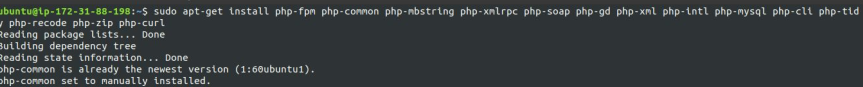 ubuntu@ip-172-31-88-198:~$ sudo apt-get install php-fpm php-common php-mbstring php-xmlrpc php-soap php-gd php-xml php-intl php-mysql php-cli php-tid
y php-recode php-zip php-curl
Reading package lists... Done
Building dependency tree
Reading state information... Done
php-common is already the newest version (1:60ubuntu1).
php-common set to manually installed.